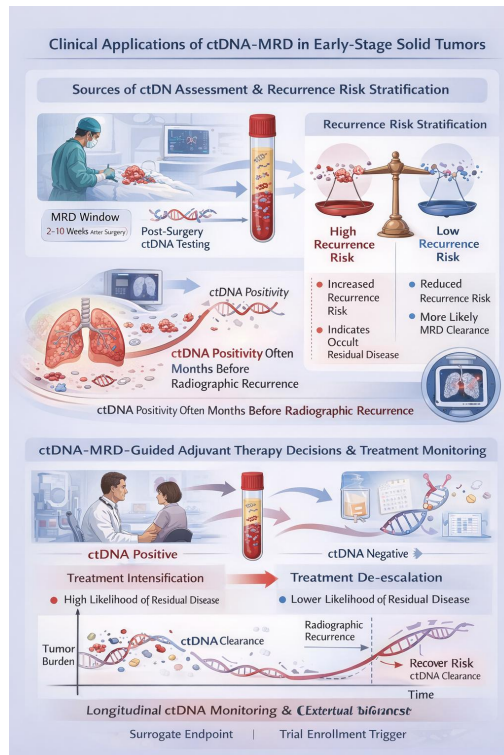 Clinical Applications of ctDNA-MRD in Early-Stage Solid Tumors
Sources of ctDN Assessment & Recurrence Risk Stratification
MRD Window
2-10 Weeks After Surgery)
Post-Surgery
ctDNA Testing
Recurrence Risk Stratification
High
Recurrence
Risk
Low
Recurrence
Risk
Increased
Recurrence
Risk
Indicates
Occult
Residual Disease
Reduced
Recurrence Risk
More Likely
MRD Clearance
ctDNA Positivity
ctDNA Positivity Often
Months Before
Radiographic Recurrence
ctDNA Positivity Often Months Before Radiographic Recurrence
ctDNA-MRD-Guided Adjuvant Therapy Decisions & Treatment Monitoring
ctDNA Positive
ctDNA Negative
Treatment Intensification
Treatment De-escalation
High Likelihood of Residual Disease
Lower Likelihood of Residual Disease
Tumor
Burden
ctDNA Clearance
Radiographic
Recurrence
Recover Risk
ctDNA Clearance
Time
Longitudinal ctDNA Monitoring &
Surrogate Endpoint | Trial Enrollment Trigger